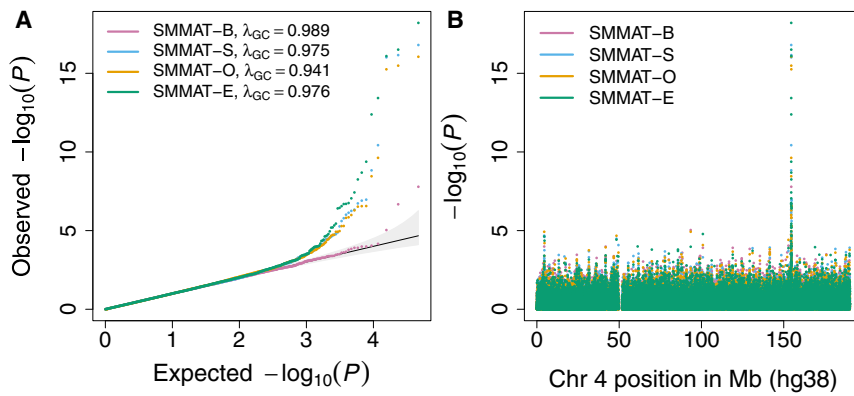 A
SMMAT−B, λGC = 0.989
SMMAT−S, λGC = 0.975
SMMAT−O, λGC = 0.941
SMMAT−E, λGC = 0.976
Observed −log10(P)
15
10
5
0
0 1 2 3 4
Expected −log10(P)
B
SMMAT−B
SMMAT−S
SMMAT−O
SMMAT−E
−log10(P)
15
10
5
0
0 50 100 150
Chr 4 position in Mb (hg38)